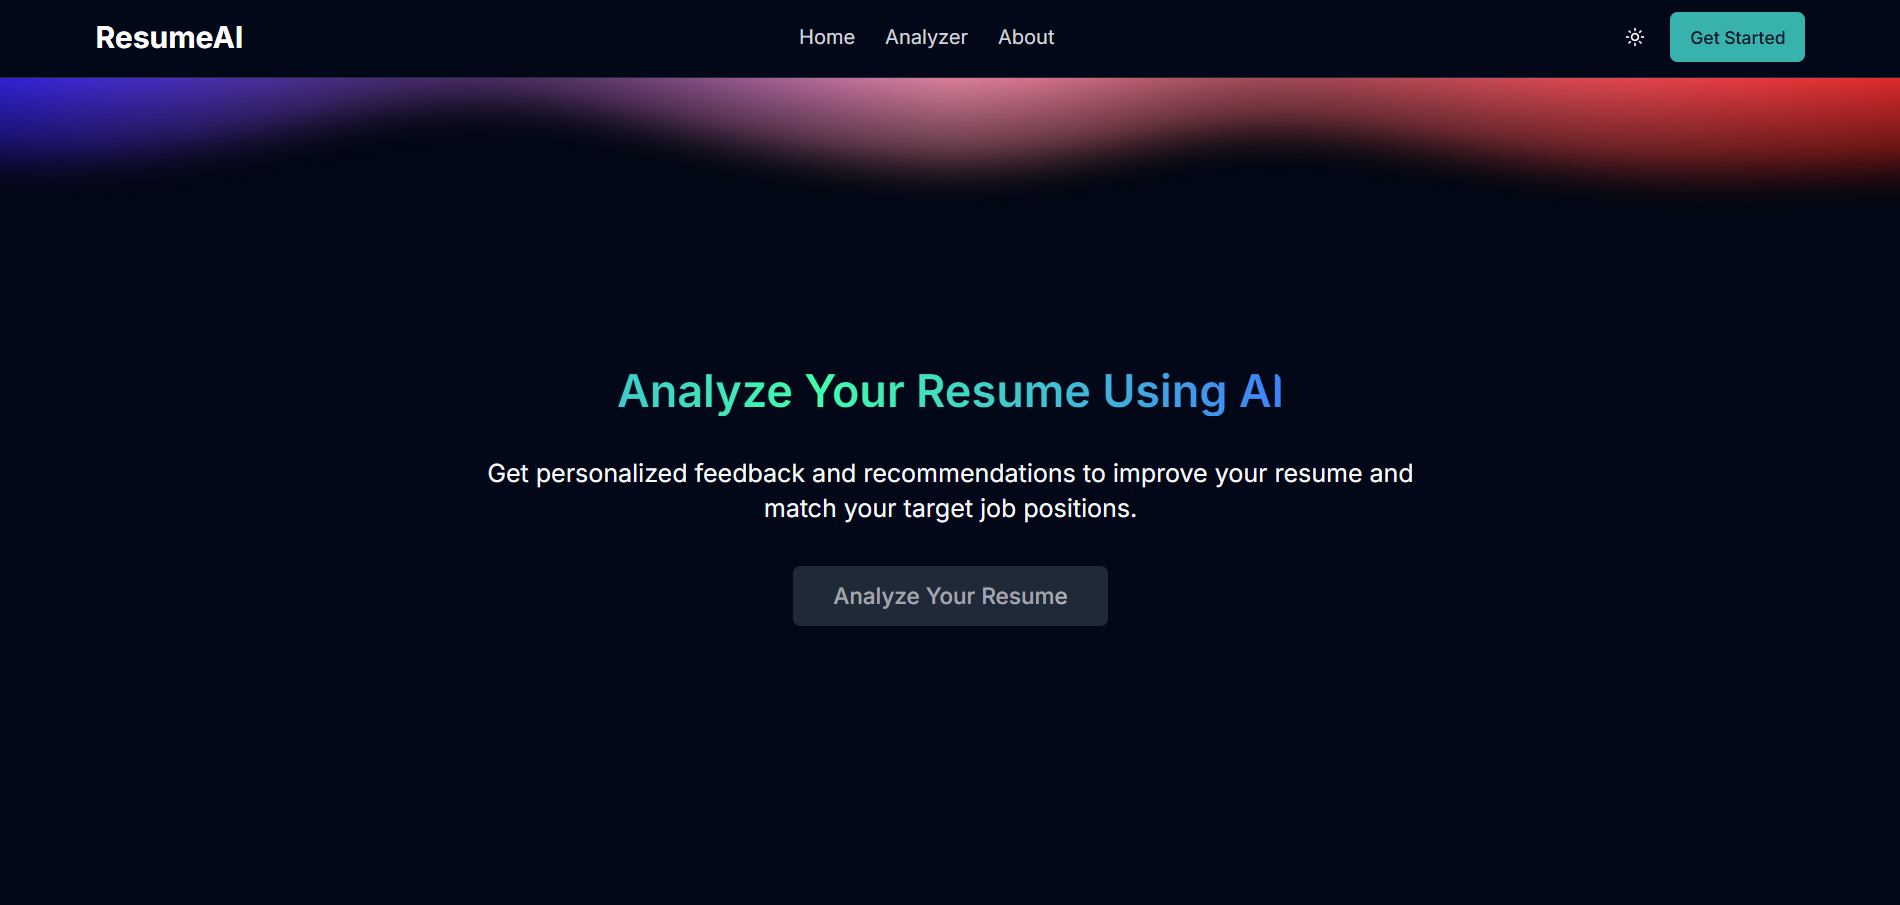 ResumeAI
Home
Analyzer
About
Get Started
Analyze Your Resume Using AI
Get personalized feedback and recommendations to improve your resume and
match your target job positions.
Analyze Your Resume